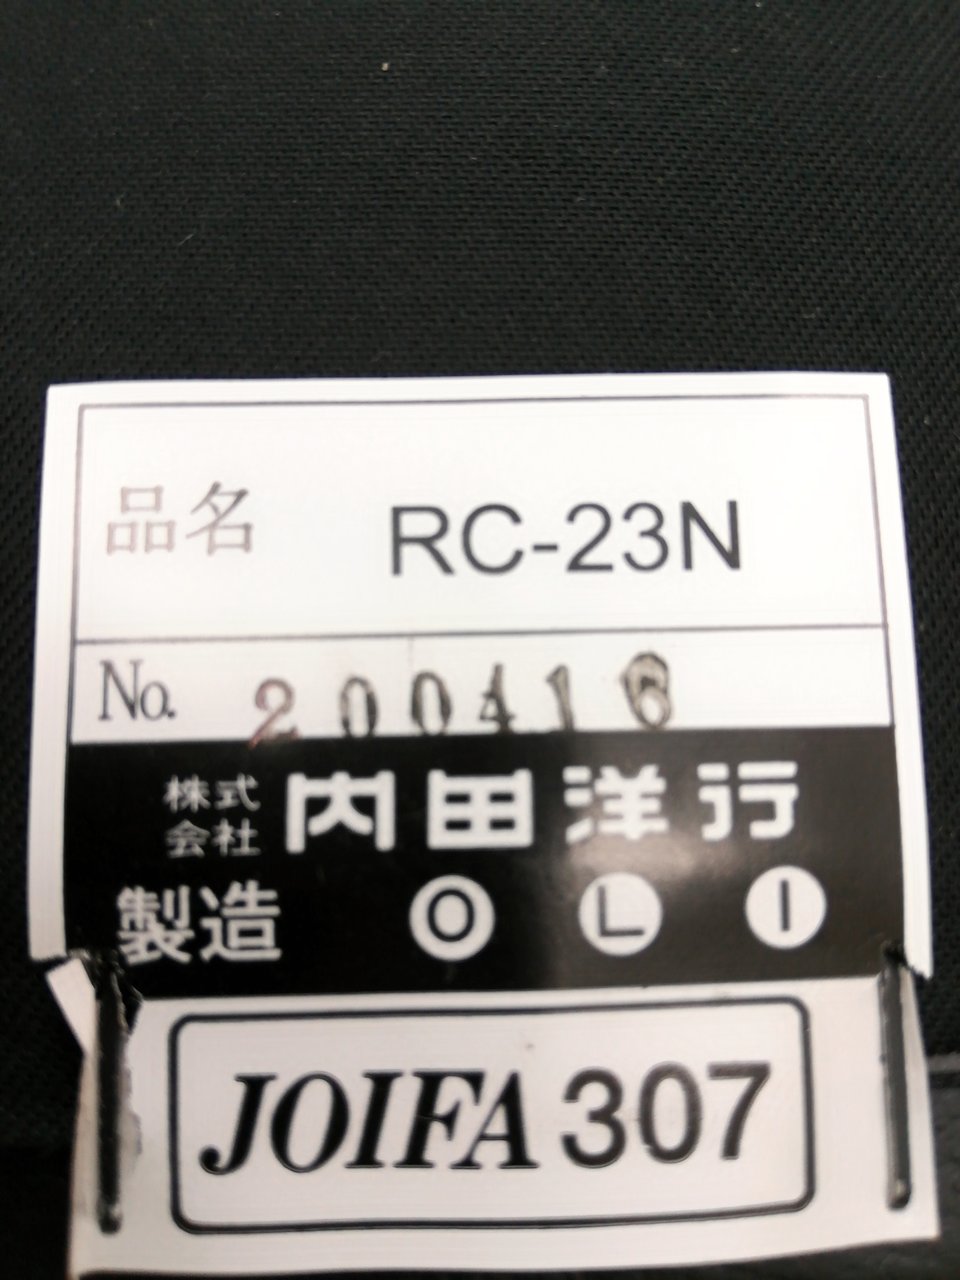 品名 RC-23N
No. 200416
株式会社 内田洋行
製造 O L I
JOIFA 307